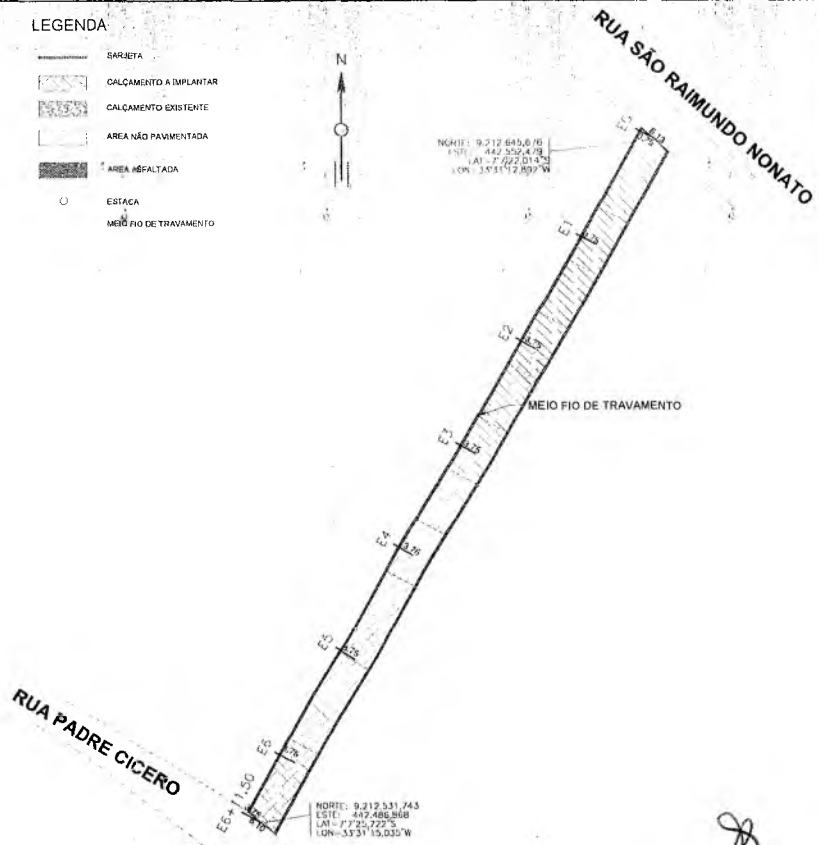 LEGENDA
SARJETA
CALÇAMENTO A IMPLANTAR
CALÇAMENTO EXISTENTE
AREA NÃO PAVIMENTADA
AREA ASFALTADA
ESTACA
MEIO FIO DE TRAVAMENTO
N
RUA SÃO RAIMUNDO NONATO
NORTE: 9.212.645,676
ESTE: 442.552,479
E1
E2
MEIO FIO DE TRAVAMENTO
E3
E4
E5
E6
RUA PADRE CICERO
E6+11.50
NORTE: 9.212.531,743
ESTE: 442.486,868
LAT=7°7'25,722"S
LON=35°31'15,035"W